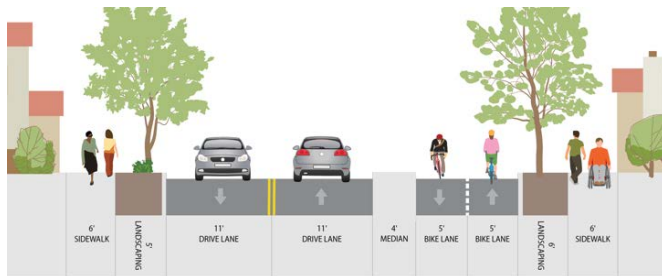 6'
SIDEWALK
5'
LANDSCAPING
11'
DRIVE LANE
11'
DRIVE LANE
4'
MEDIAN
5'
BIKE LANE
5'
BIKE LANE
6'
LANDSCAPING
6'
SIDEWALK